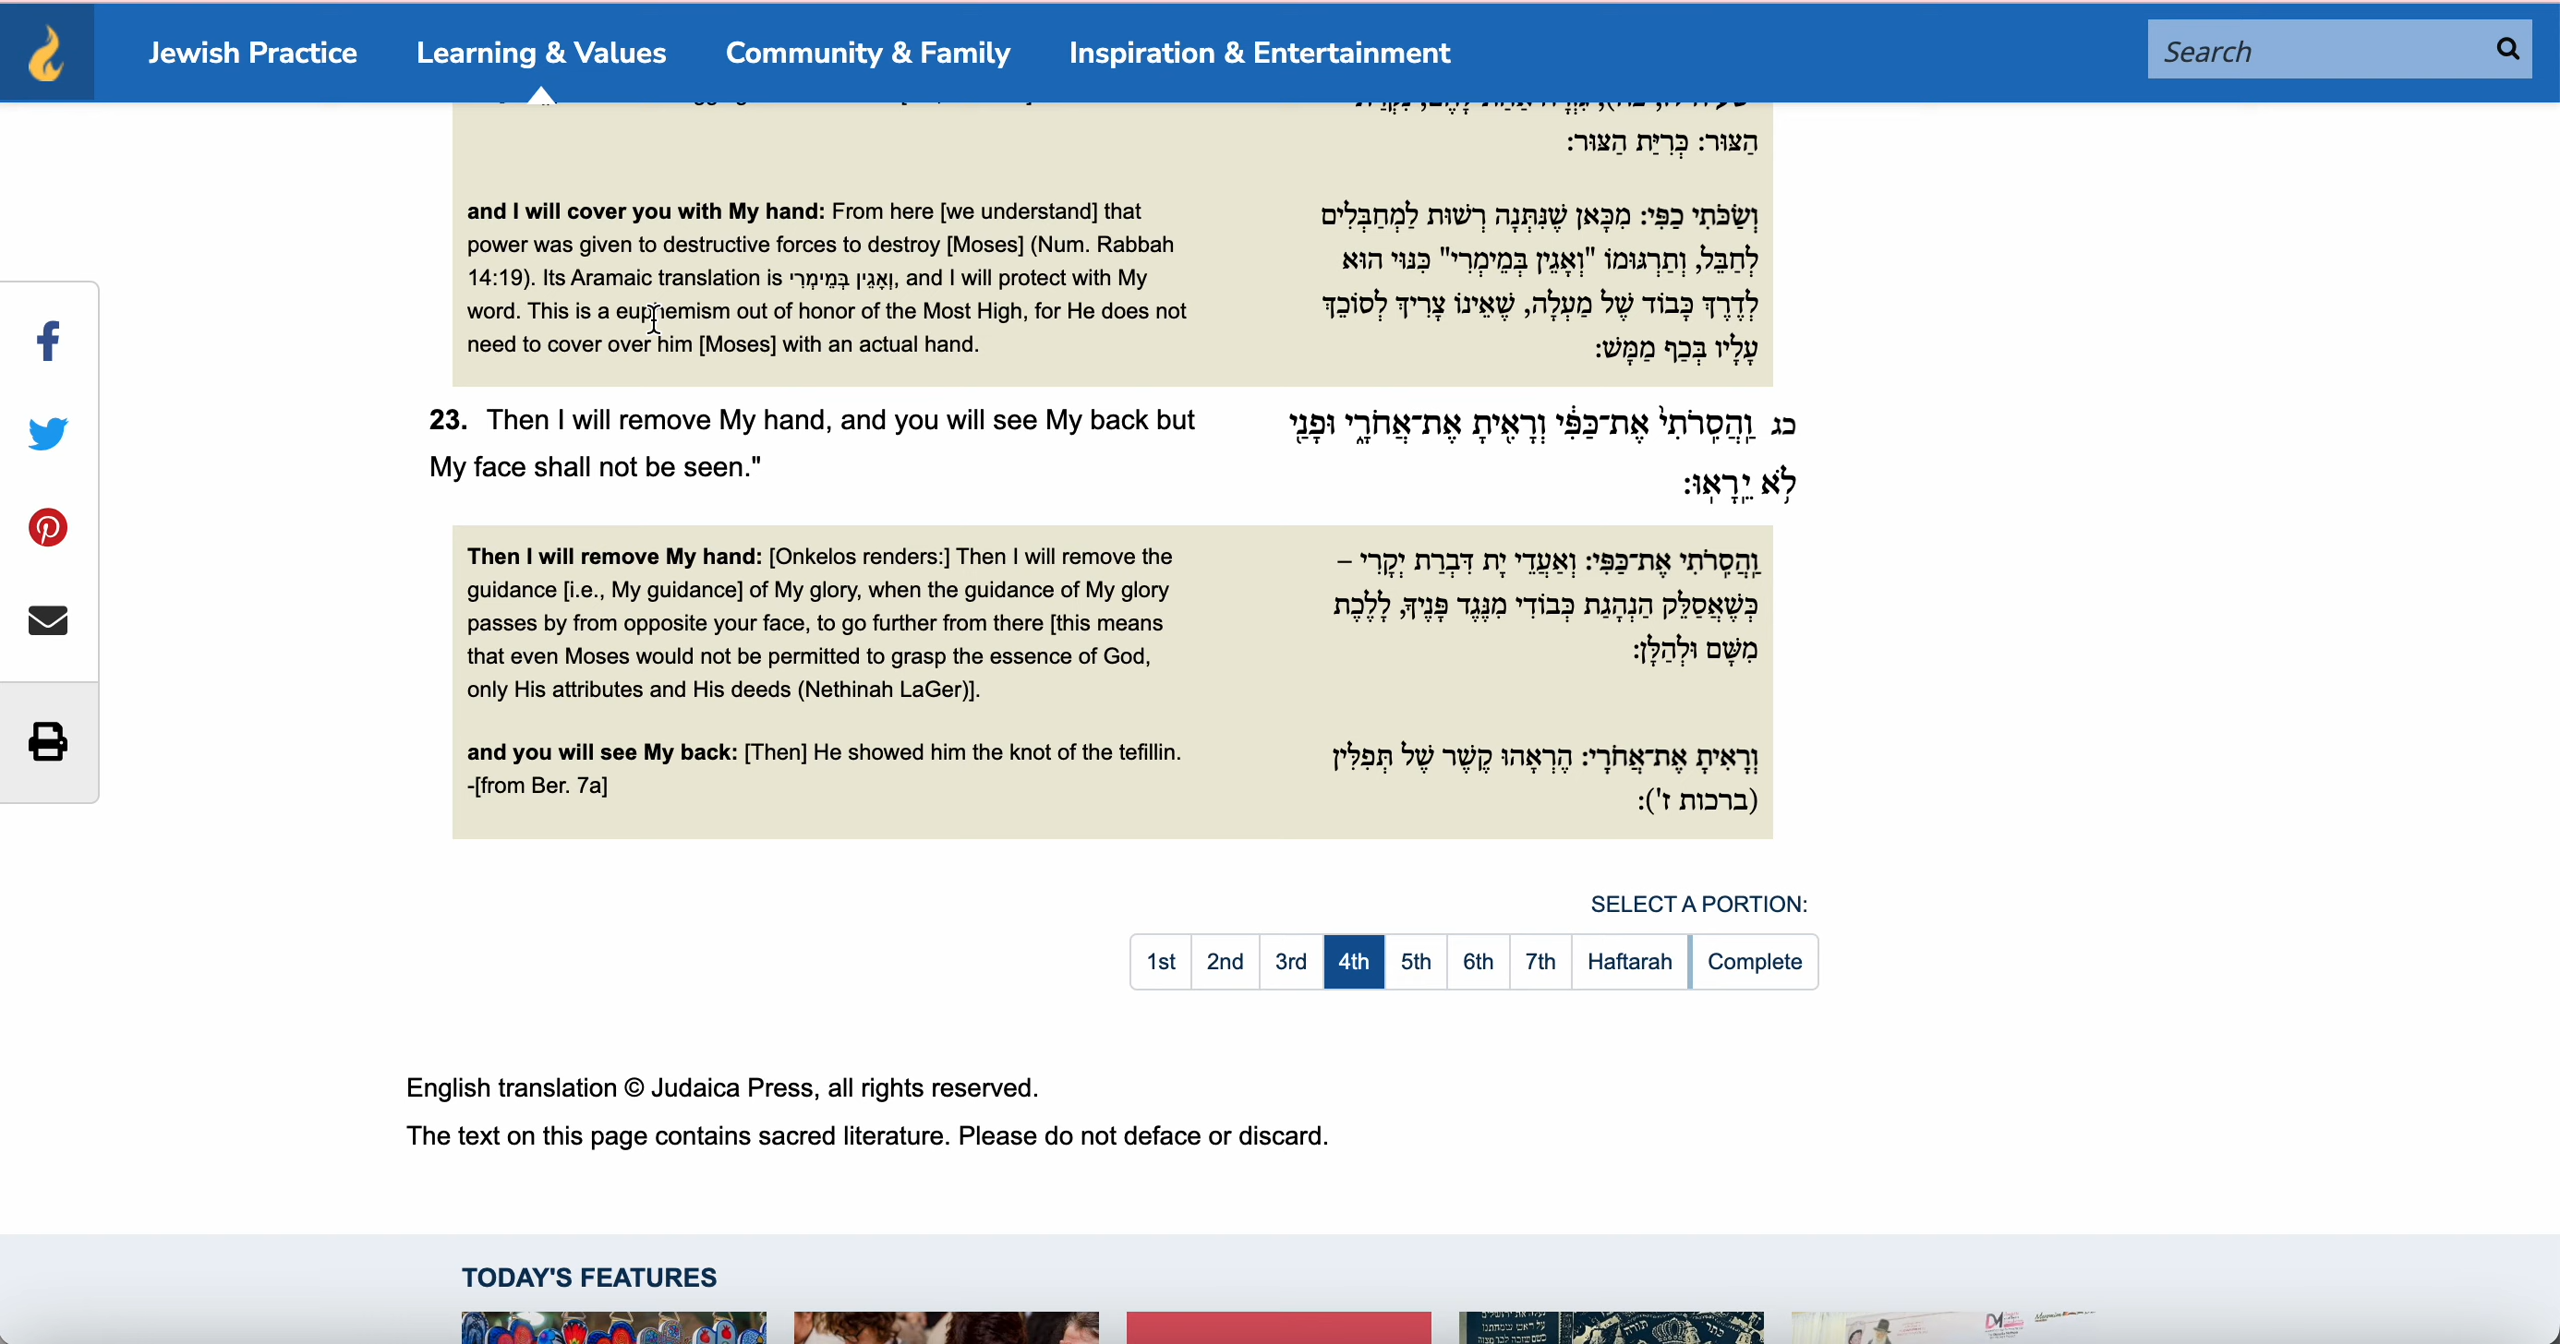 Jewish Practice Learning & Values Community & Family Inspiration & Entertainment Search
הַצּוּר: כְּרִיַּת הַצּוּר:
and I will cover you with My hand: From here [we understand] that
power was given to destructive forces to destroy [Moses] (Num. Rabbah
14:19). Its Aramaic translation is וְאָגֵין בְּמֵימְרִי, and I will protect with My
word. This is a euphemism out of honor of the Most High, for He does not
need to cover over him [Moses] with an actual hand.
וְשַׂכֹּתִי כַפִּי: מִכָּאן שֶׁנִּתְּנָה רְשׁוּת לַמְחַבְּלִים
לְחַבֵּל, וְתַרְגּוּמוֹ "וְאָגֵין בְּמֵימְרִי" כִּנּוּי הוּא
לְדֶרֶךְ כָּבוֹד שֶׁל מַעְלָה, שֶׁאֵינוֹ צָרִיךְ לְסוֹכֵךְ
עָלָיו בְּכַף מַמָּשׁ:
23. Then I will remove My hand, and you will see My back but
My face shall not be seen."
כג וַהֲסִרֹתִי֙ אֶת־כַּפִּ֔י וְרָאִ֖יתָ אֶת־אֲחֹרָ֑י וּפָנַ֖י
לֹ֥א יֵרָאֽוּ:
Then I will remove My hand: [Onkelos renders:] Then I will remove the
guidance [i.e., My guidance] of My glory, when the guidance of My glory
passes by from opposite your face, to go further from there [this means
that even Moses would not be permitted to grasp the essence of God,
only His attributes and His deeds (Nethinah LaGer)].
וַהֲסִרֹתִי אֶת־כַּפִּי: וְאַעֲדֵי יָת דִּבְרַת יְקָרִי –
כְּשֶׁאֲסַלֵּק הַנְהָגַת כְּבוֹדִי מִנֶּגֶד פָּנֶיךָ, לָלֶכֶת
מִשָּׁם וּלְהַלָּן:
and you will see My back: [Then] He showed him the knot of the tefillin.
-[from Ber. 7a]
וְרָאִיתָ אֶת־אֲחֹרָי: הֶרְאָהוּ קֶשֶׁר שֶׁל תְּפִלִּין
(ברכות ז'):
SELECT A PORTION:
1st 2nd 3rd 4th 5th 6th 7th Haftarah Complete
English translation © Judaica Press, all rights reserved.
The text on this page contains sacred literature. Please do not deface or discard.
TODAY'S FEATURES